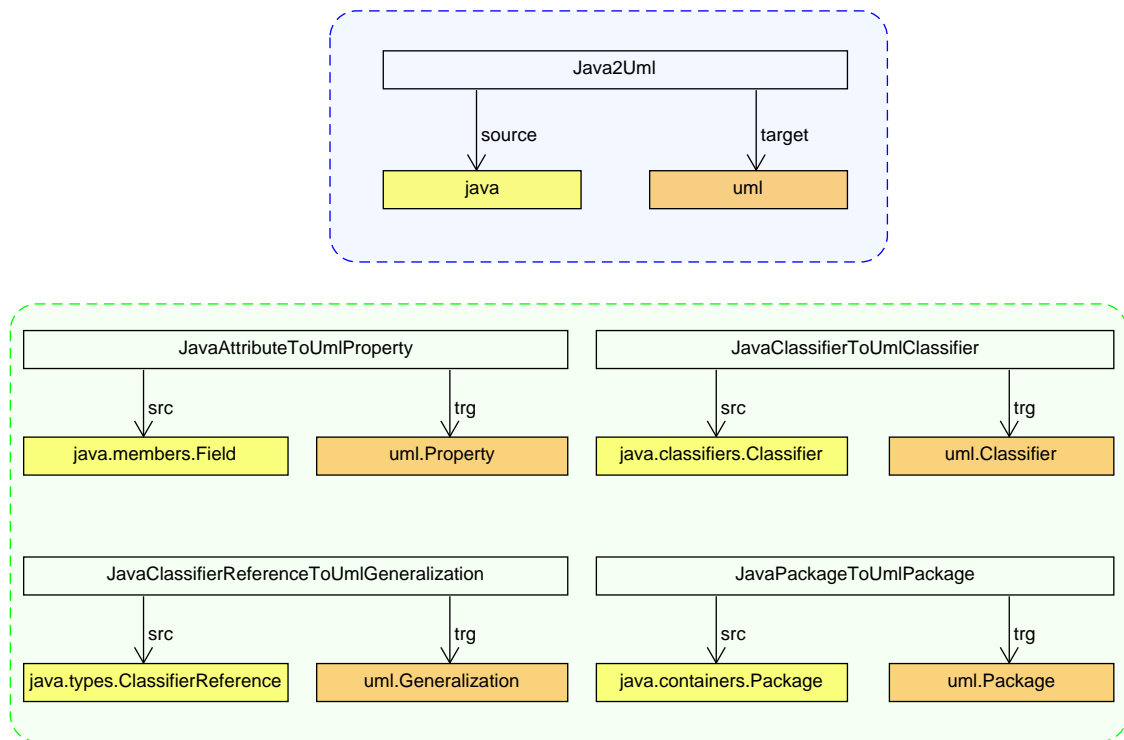 Java2Uml
source
target
java
uml
JavaAttributeToUmlProperty
JavaClassifierToUmlClassifier
src
trg
src
trg
java.members.Field
uml.Property
java.classifiers.Classifier
uml.Classifier
JavaClassifierReferenceToUmlGeneralization
JavaPackageToUmlPackage
src
trg
src
trg
java.types.ClassifierReference
uml.Generalization
java.containers.Package
uml.Package